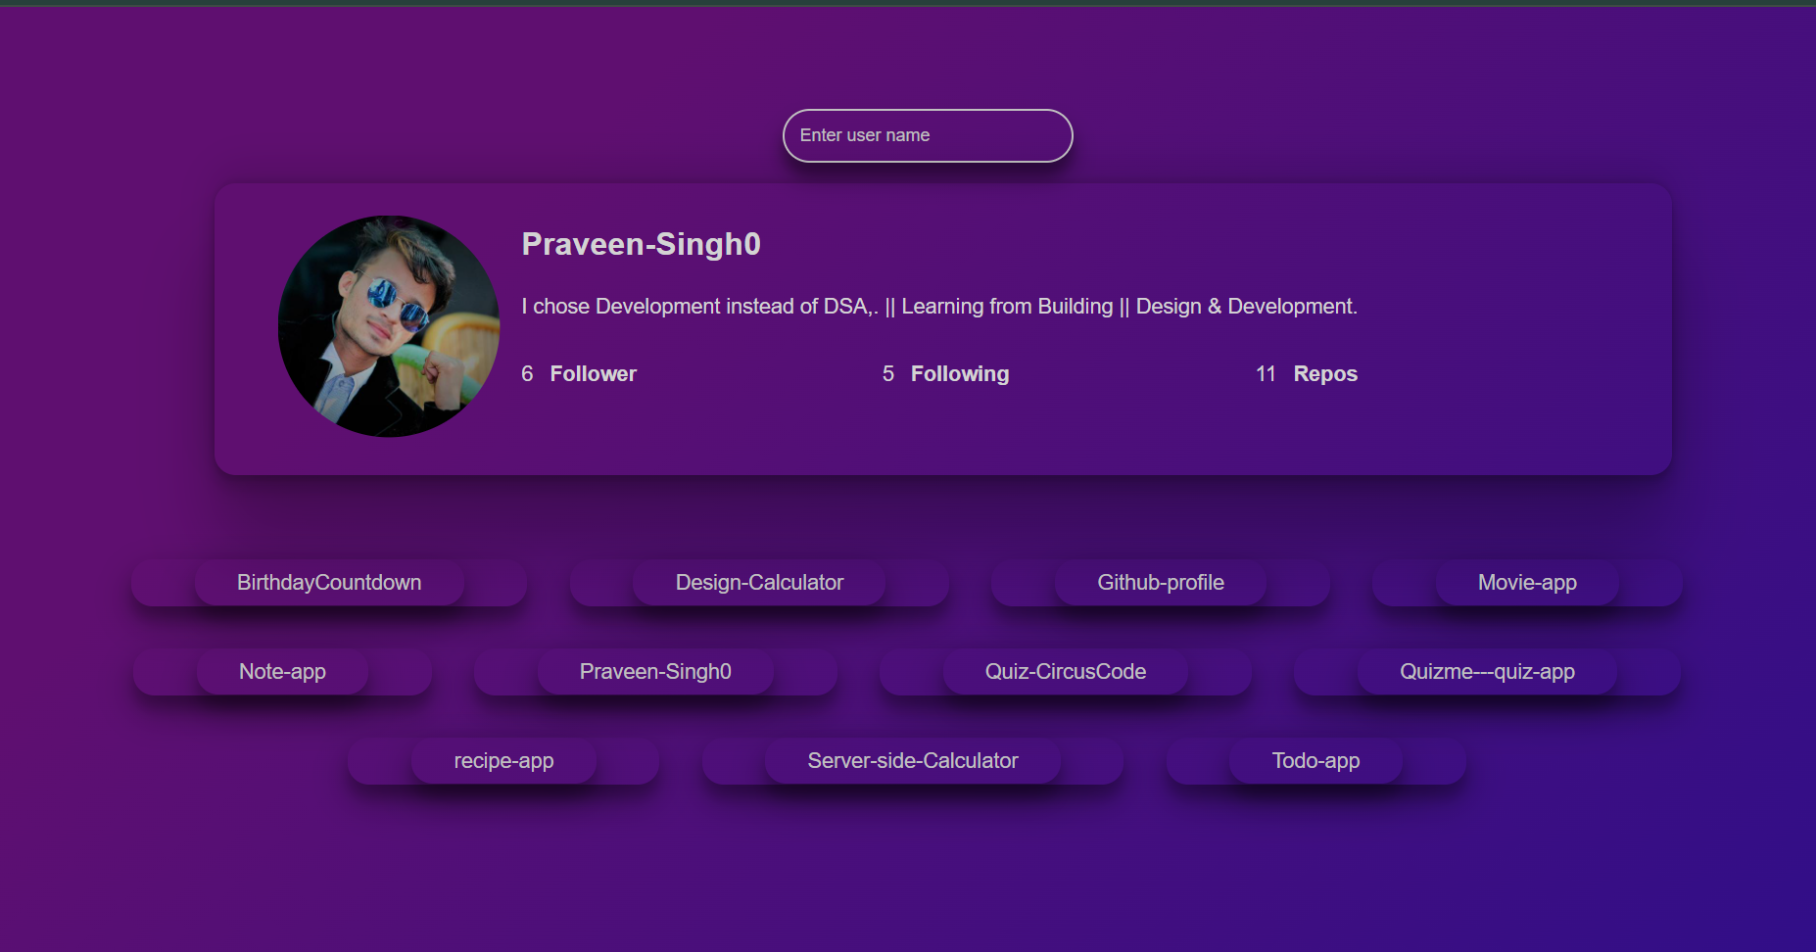 Enter user name
Praveen-Singh0
I chose Development instead of DSA,. || Learning from Building || Design & Development.
6 Follower 5 Following 11 Repos
BirthdayCountdown Design-Calculator Github-profile Movie-app
Note-app Praveen-Singh0 Quiz-CircusCode Quizme---quiz-app
recipe-app Server-side-Calculator Todo-app